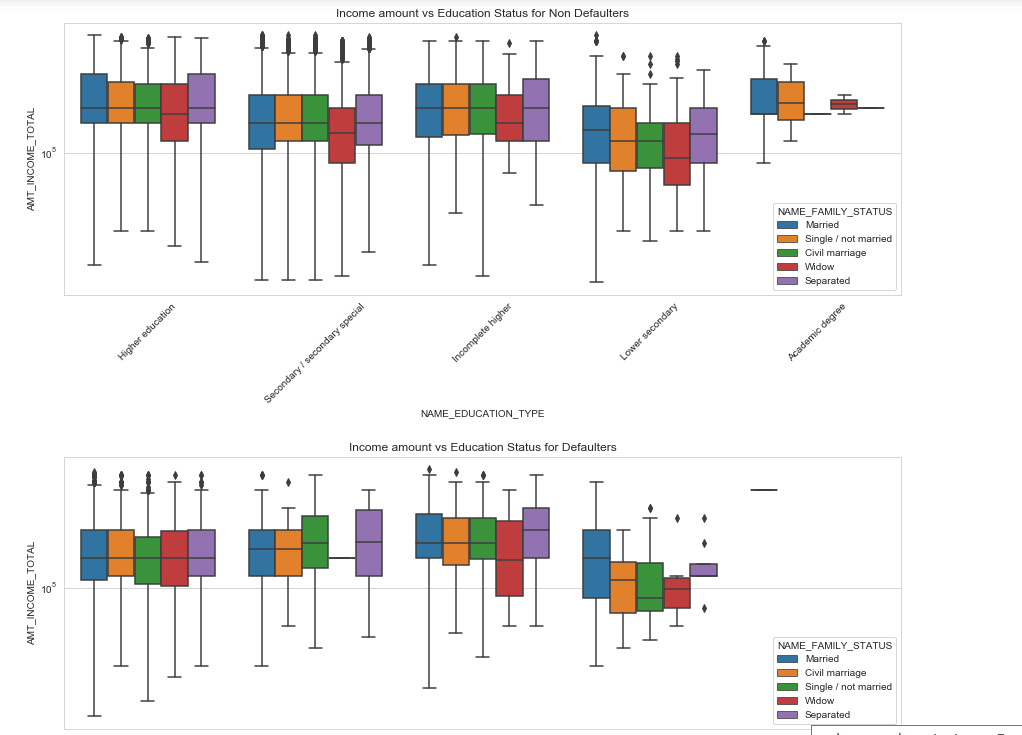 Income amount vs Education Status for Non Defaulters
AMT_INCOME_TOTAL
10^5
NAME_FAMILY_STATUS
Married
Single / not married
Civil marriage
Widow
Separated
Higher education
Secondary / secondary special
Incomplete higher
Lower secondary
Academic degree
NAME_EDUCATION_TYPE
Income amount vs Education Status for Defaulters
AMT_INCOME_TOTAL
10^5
NAME_FAMILY_STATUS
Married
Civil marriage
Single / not married
Widow
Separated